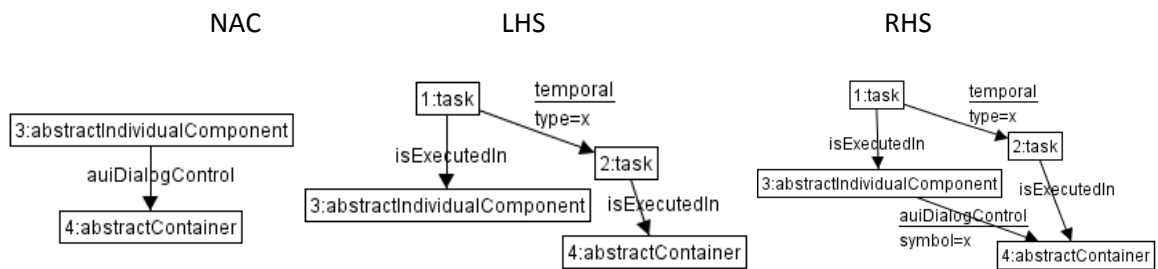 NAC
LHS
RHS
3:abstractIndividualComponent
auiDialogControl
4:abstractContainer
1:task
temporal
type=x
2:task
isExecutedIn
3:abstractIndividualComponent
isExecutedIn
4:abstractContainer
1:task
temporal
type=x
isExecutedIn
2:task
3:abstractIndividualComponent
isExecutedIn
auiDialogControl
symbol=x
4:abstractContainer